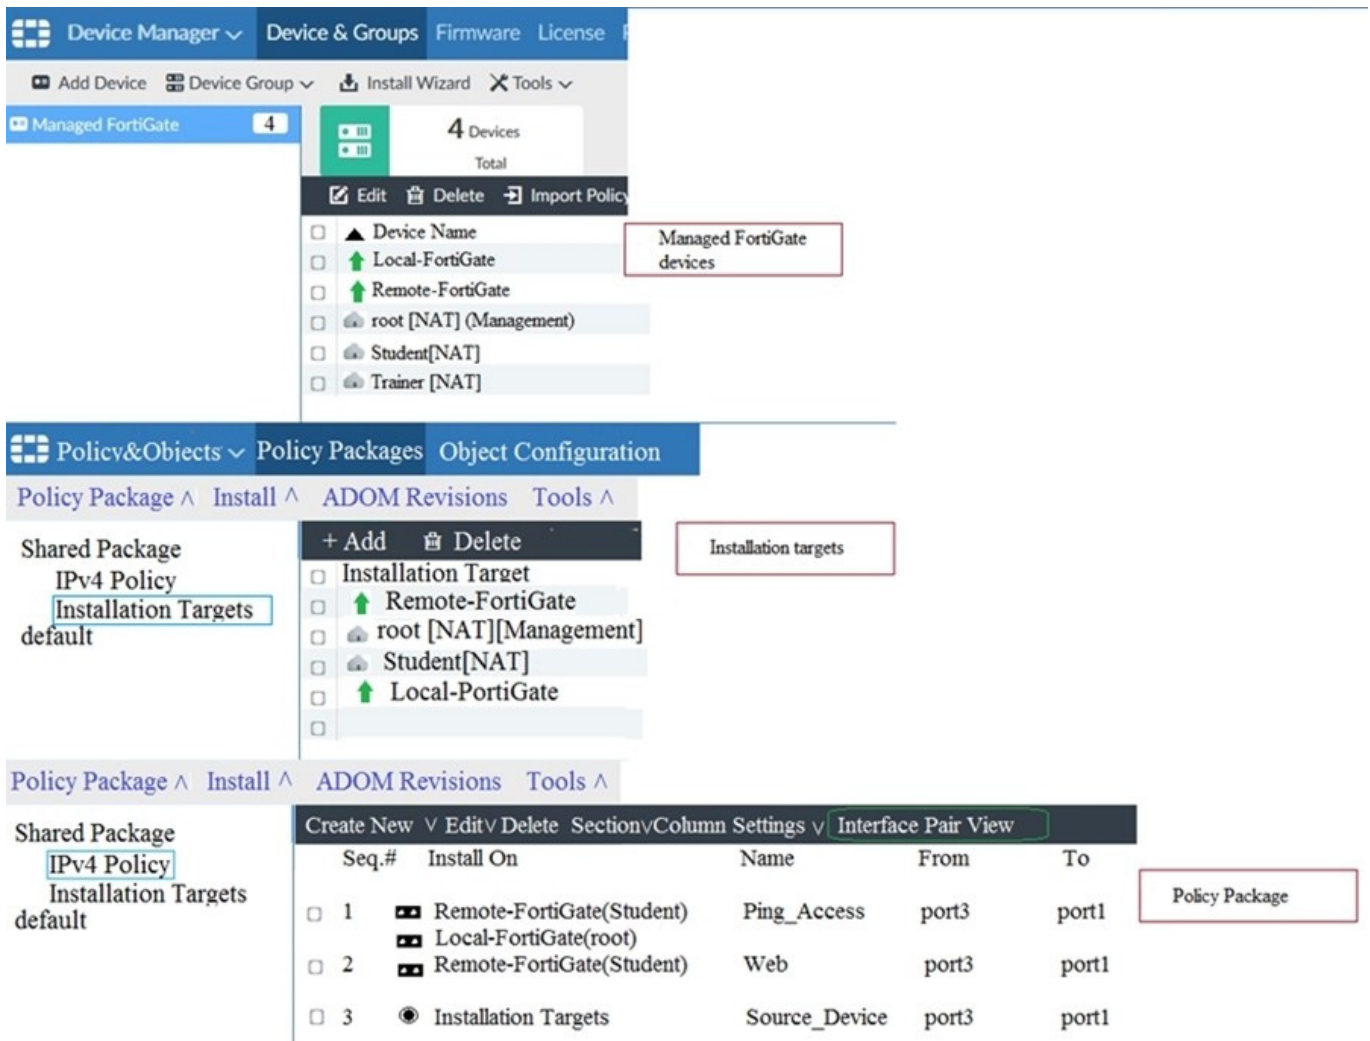 Device Manager Device & Groups Firmware License
Add Device Device Group Install Wizard Tools
Managed FortiGate 4
4 Devices
Total
Edit Delete Import Policy
Device Name
Managed FortiGate
devices
Local-FortiGate
Remote-FortiGate
root [NAT] (Management)
Student[NAT]
Trainer [NAT]
Policy&Objects Policy Packages Object Configuration
Policy Package Install ADOM Revisions Tools
+ Add Delete
Installation targets
Shared Package
IPv4 Policy
Installation Targets
default
Installation Target
Remote-FortiGate
root [NAT][Management]
Student[NAT]
Local-PortiGate
Policy Package Install ADOM Revisions Tools
Shared Package
IPv4 Policy
Installation Targets
default
Create New Edit Delete Section Column Settings Interface Pair View
Seq.# Install On Name From To
1 Remote-FortiGate(Student) Ping_Access port3 port1
Local-FortiGate(root)
2 Remote-FortiGate(Student) Web port3 port1
3 Installation Targets Source_Device port3 port1
Policy Package